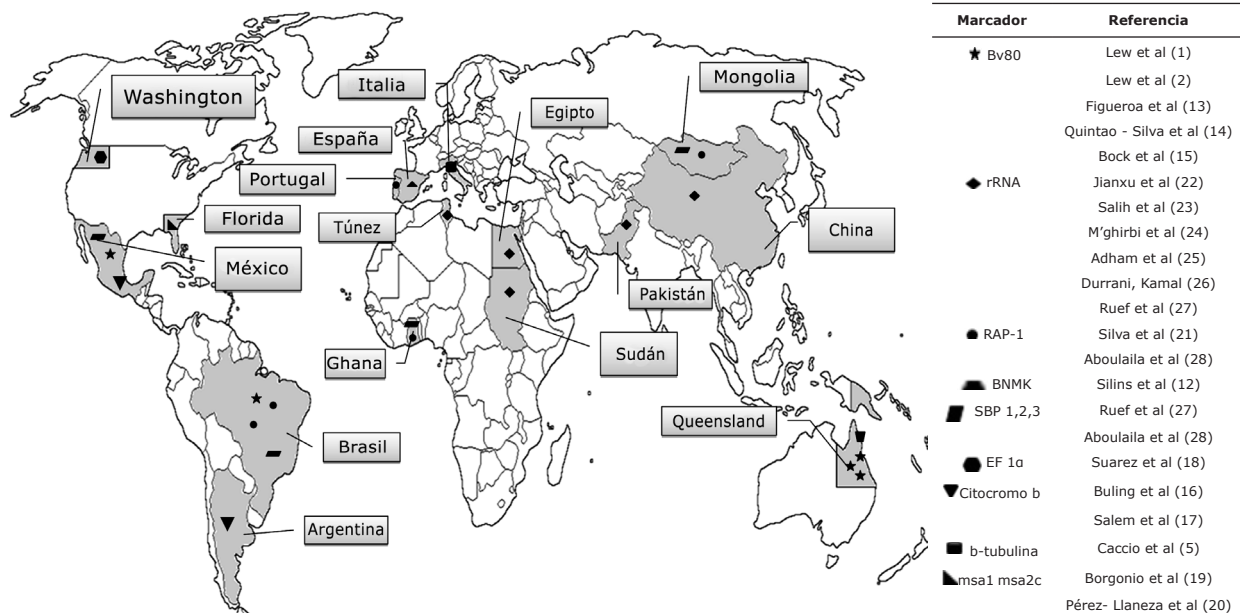 Washington
Italia
España
Portugal
Egipto
Mongolia
Florida
Túnez
China
México
Pakistán
Ghana
Sudán
Queensland
Brasil
Argentina
Marcador Referencia
Bv80 Lew et al (1)
Lew et al (2)
Figueroa et al (13)
Quintao - Silva et al (14)
Bock et al (15)
rRNA Jianxu et al (22)
Salih et al (23)
M'ghirbi et al (24)
Adham et al (25)
Durrani, Kamal (26)
Ruef et al (27)
RAP-1 Silva et al (21)
Aboulaila et al (28)
BNMK Silins et al (12)
SBP 1,2,3 Ruef et al (27)
Aboulaila et al (28)
EF 1α Suarez et al (18)
Citocromo b Buling et al (16)
Salem et al (17)
b-tubulina Caccio et al (5)
msa1 msa2c Borgonio et al (19)
Pérez- Llaneza et al (20)